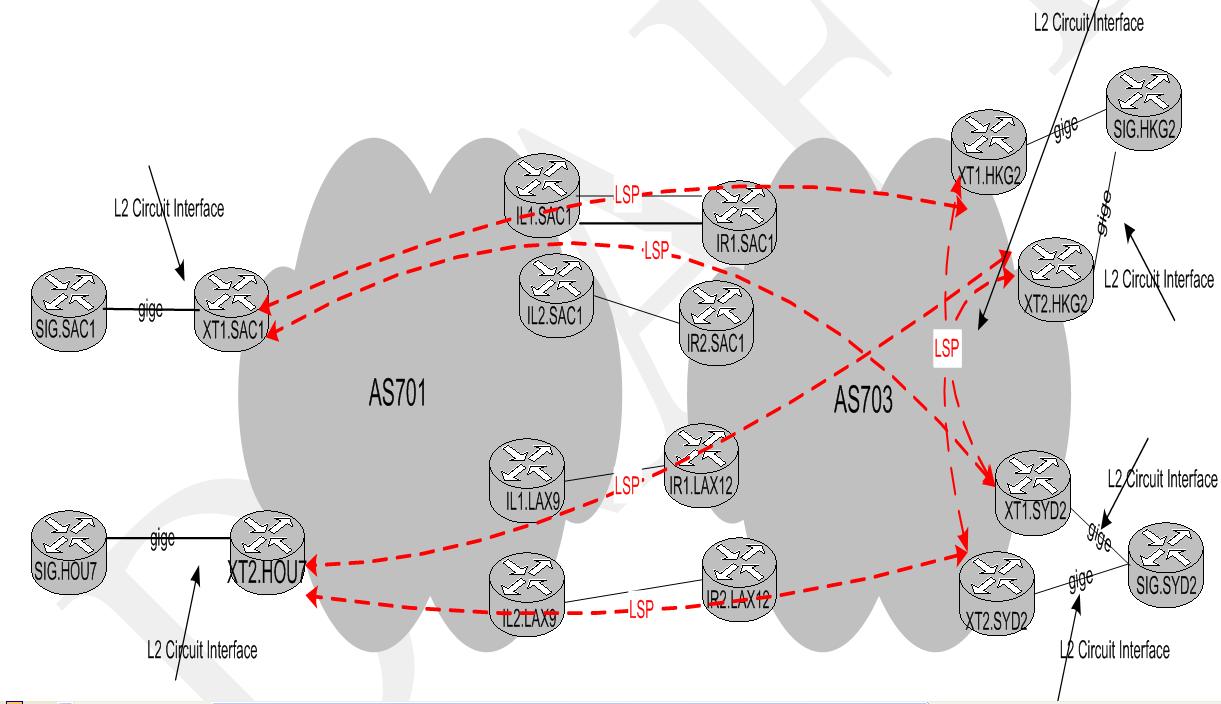 L2 Circuit Interface
SIG.HKG2
gige
XT1.HKG2
LSP
IL1.SAC1
IR1.SAC1
L2 Circuit Interface
gige
LSP
L2 Circuit Interface
XT2.HKG2
SIG.SAC1
gige
XT1.SAC1
IL2.SAC1
IR2.SAC1
LSP
AS701
AS703
IL1.LAX9
LSP
IR1.LAX12
L2 Circuit Interface
XT1.SYD2
gige
SIG.HOU7
gige
XT2.HOU7
IL2.LAX9
LSP
IR2.LAX12
XT2.SYD2
gige
SIG.SYD2
L2 Circuit Interface
L2 Circuit Interface
DRAFT